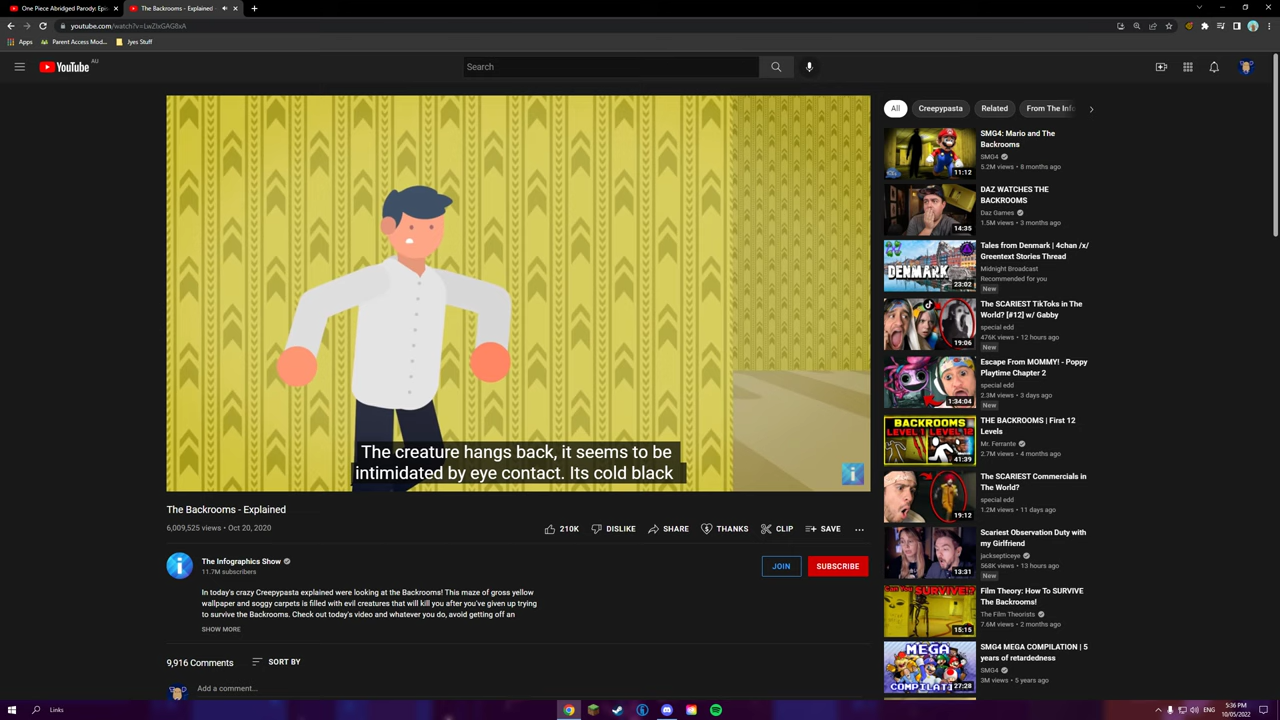 One Piece Abridged Parody: Epi
The Backrooms - Explained
youtube.com/watch?v=LwZlxGAG8xA
Apps
Parent Access Mod...
Jyes Stuff
YouTube
AU
Search
The creature hangs back, it seems to be
intimidated by eye contact. Its cold black
The Backrooms - Explained
6,009,525 views • Oct 20, 2020
210K
DISLIKE
SHARE
THANKS
CLIP
SAVE
The Infographics Show
11.7M subscribers
JOIN
SUBSCRIBE
In today's crazy Creepypasta explained were looking at the Backrooms! This maze of gross yellow
wallpaper and soggy carpets is filled with evil creatures that will kill you after you've given up trying
to survive the Backrooms. Check out today's video and whatever you do, avoid getting off an
SHOW MORE
9,916 Comments
SORT BY
Add a comment...
All
Creepypasta
Related
From The Info
11:12
SMG4: Mario and The
Backrooms
SMG4
5.2M views • 8 months ago
14:35
DAZ WATCHES THE
BACKROOMS
Daz Games
1.5M views • 3 months ago
DENMARK
23:02
Tales from Denmark | 4chan /x/
Greentext Stories Thread
Midnight Broadcast
Recommended for you
New
19:06
The SCARIEST TikToks in The
World? [#12] w/ Gabby
special edd
476K views • 12 hours ago
New
1:34:04
Escape From MOMMY! - Poppy
Playtime Chapter 2
special edd
2.3M views • 3 days ago
New
BACKROOMS
LEVEL 1 LEVEL 12
41:39
THE BACKROOMS | First 12
Levels
Mr. Ferrante
2.7M views • 4 months ago
19:12
The SCARIEST Commercials in
The World?
special edd
1.2M views • 11 days ago
13:31
Scariest Observation Duty with
my Girlfriend
jacksepticeye
568K views • 13 hours ago
New
CAN YOU SURVIVE!?
15:15
Film Theory: How To SURVIVE
The Backrooms!
The Film Theorists
7.6M views • 2 months ago
MEGA
COMPILATION
27:28
SMG4 MEGA COMPILATION | 5
years of retardedness
SMG4
3M views • 5 years ago
Links
5:36 PM
10/05/2022